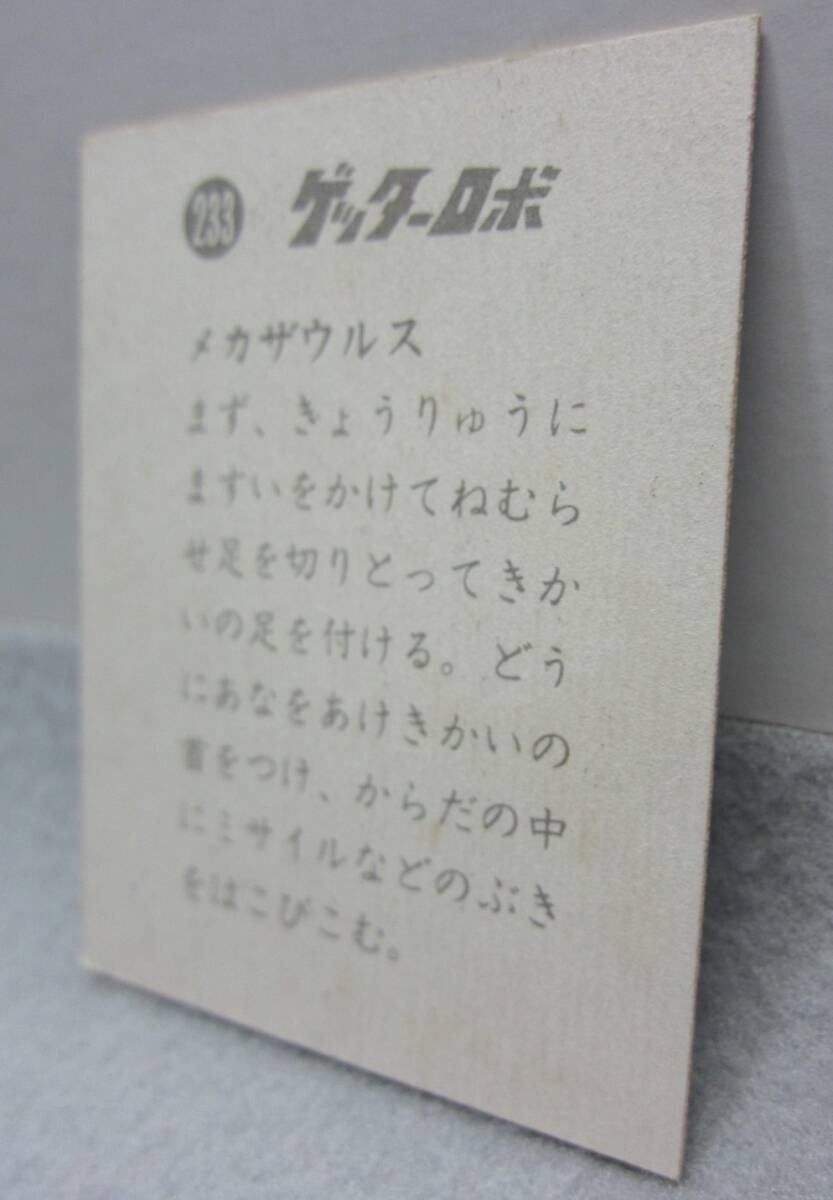 233 ゲッターロボ
メカザウルス
まず、きょうりゅうに
ますいをかけてねむら
せ足を切りとってきか
いの足を付ける。どう
にあなをあけきかいの
首をつけ、からだの中
にミサイルなどのぶき
をはこびこむ。